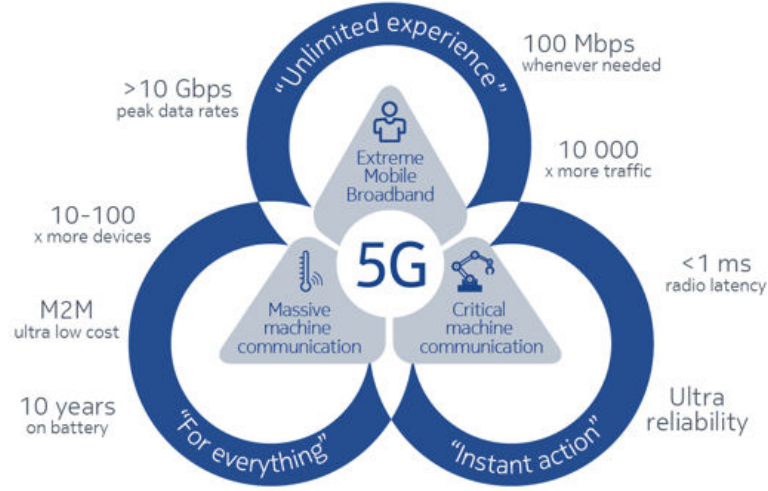 “Unlimited experience”
>10 Gbps
peak data rates
100 Mbps
whenever needed
10 000
x more traffic
Extreme
Mobile
Broadband
5G
10-100
x more devices
M2M
ultra low cost
10 years
on battery
Massive
machine
communication
Critical
machine
communication
<1 ms
radio latency
Ultra
reliability
“For everything”
“Instant action”